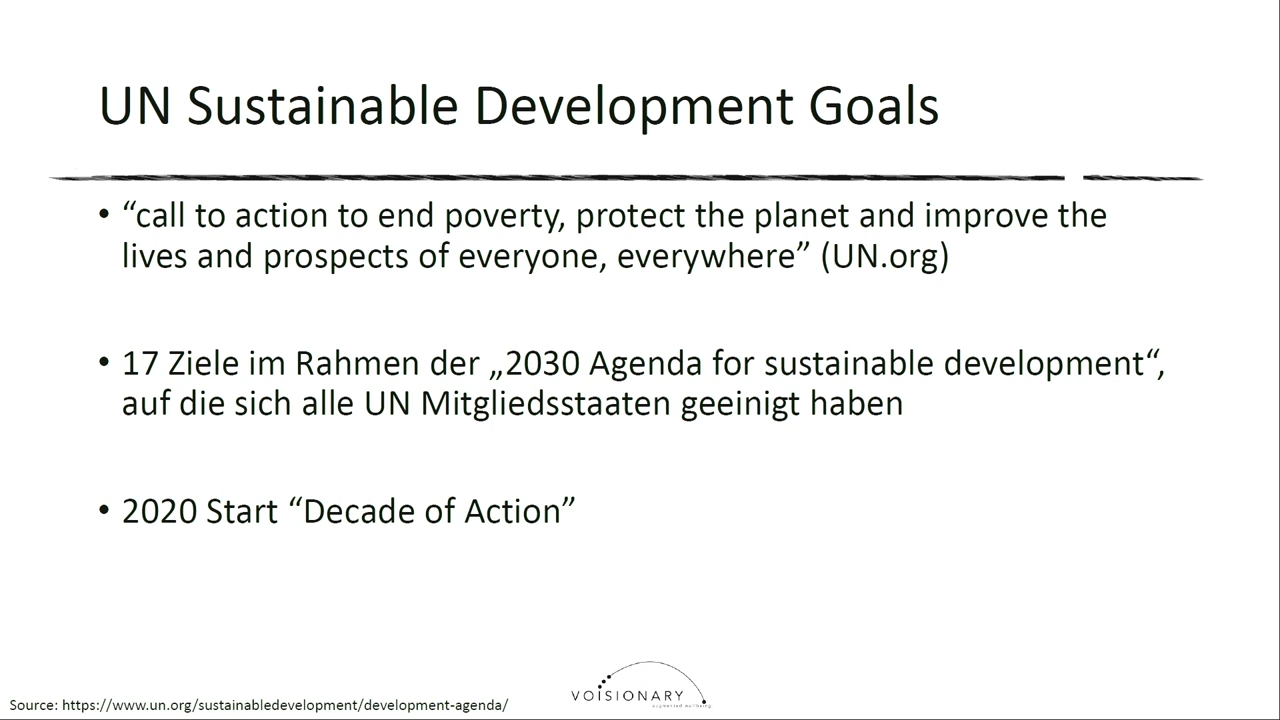 UN Sustainable Development Goals
• “call to action to end poverty, protect the planet and improve the
lives and prospects of everyone, everywhere” (UN.org)
• 17 Ziele im Rahmen der „2030 Agenda for sustainable development“,
auf die sich alle UN Mitgliedsstaaten geeinigt haben
• 2020 Start “Decade of Action”
VOISIONARY
augmented wellbeing
Source: https://www.un.org/sustainabledevelopment/development-agenda/